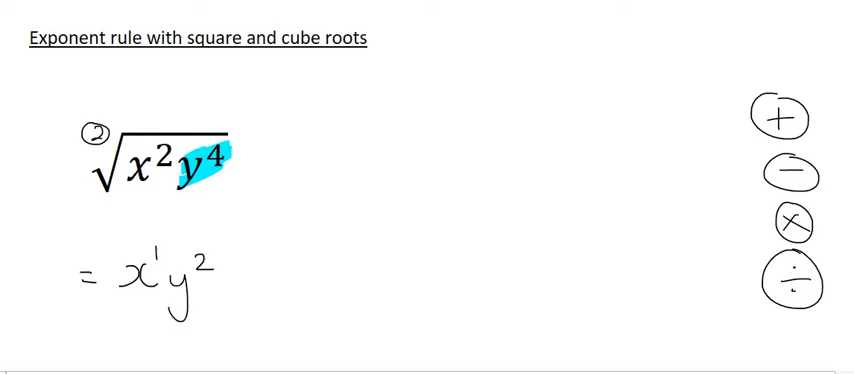 Exponent rule with square and cube roots
+
②√x²y⁴
−
×
= x¹y²
÷